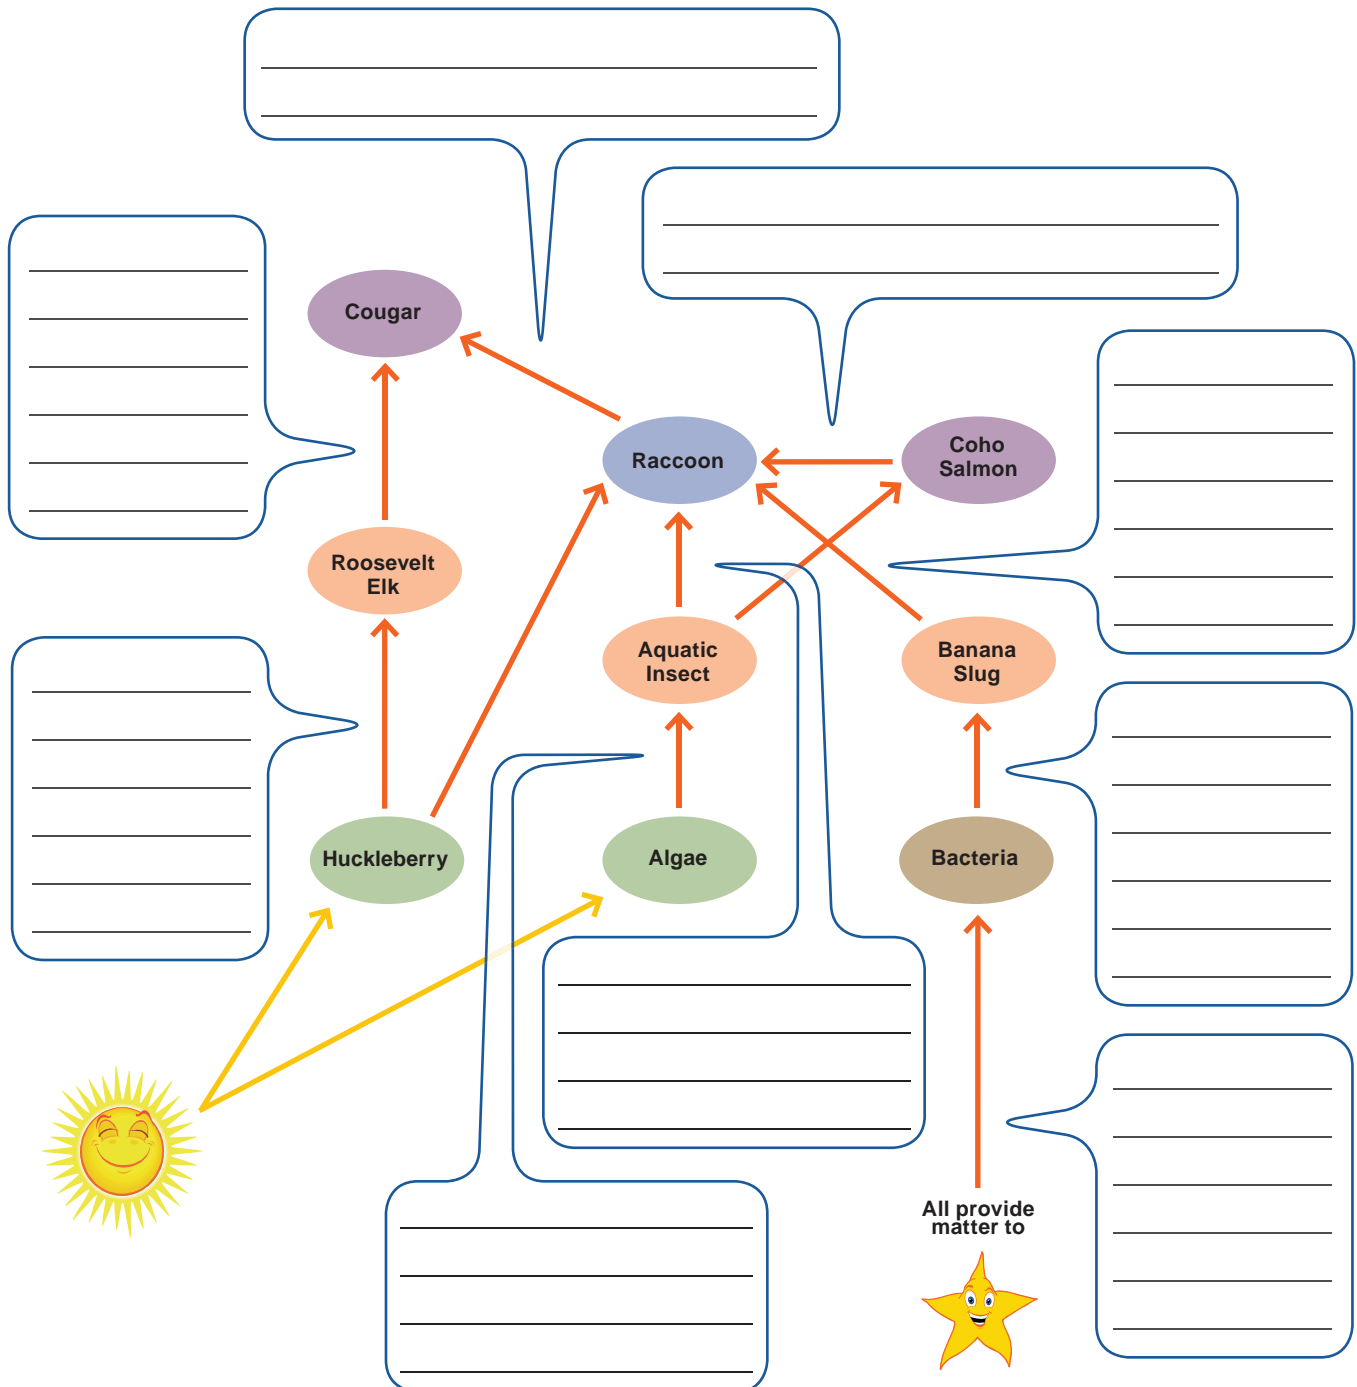 Cougar
Raccoon
Coho
Salmon
Roosevelt
Elk
Aquatic
Insect
Banana
Slug
Huckleberry
Algae
Bacteria
All provide
matter to